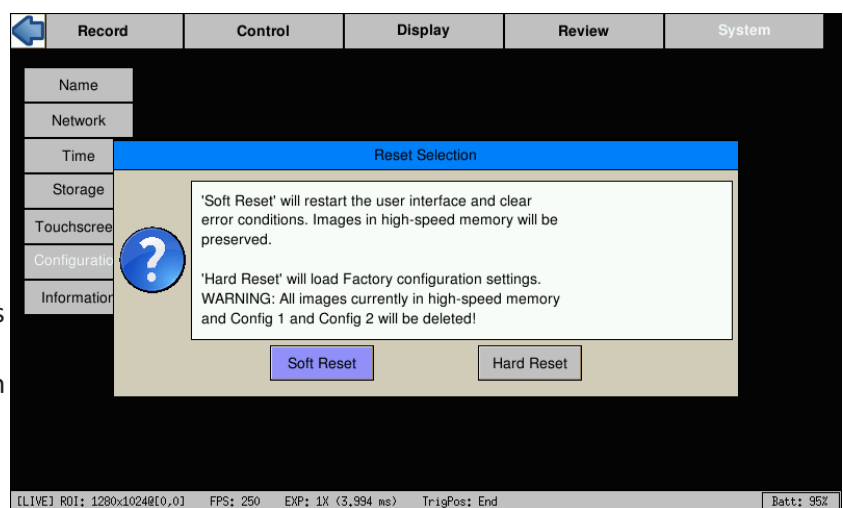 Record Control Display Review System
Name
Network
Time
Reset Selection
Storage
'Soft Reset' will restart the user interface and clear
error conditions. Images in high-speed memory will be
preserved.
Touchscree
Configuratio
'Hard Reset' will load Factory configuration settings.
Information
WARNING: All images currently in high-speed memory
and Config 1 and Config 2 will be deleted!
s
Soft Reset Hard Reset
n
[LIVE] ROI: 1280x1024@[0,0] FPS: 250 EXP: 1X (3.994 ms) TrigPos: End Batt: 95%